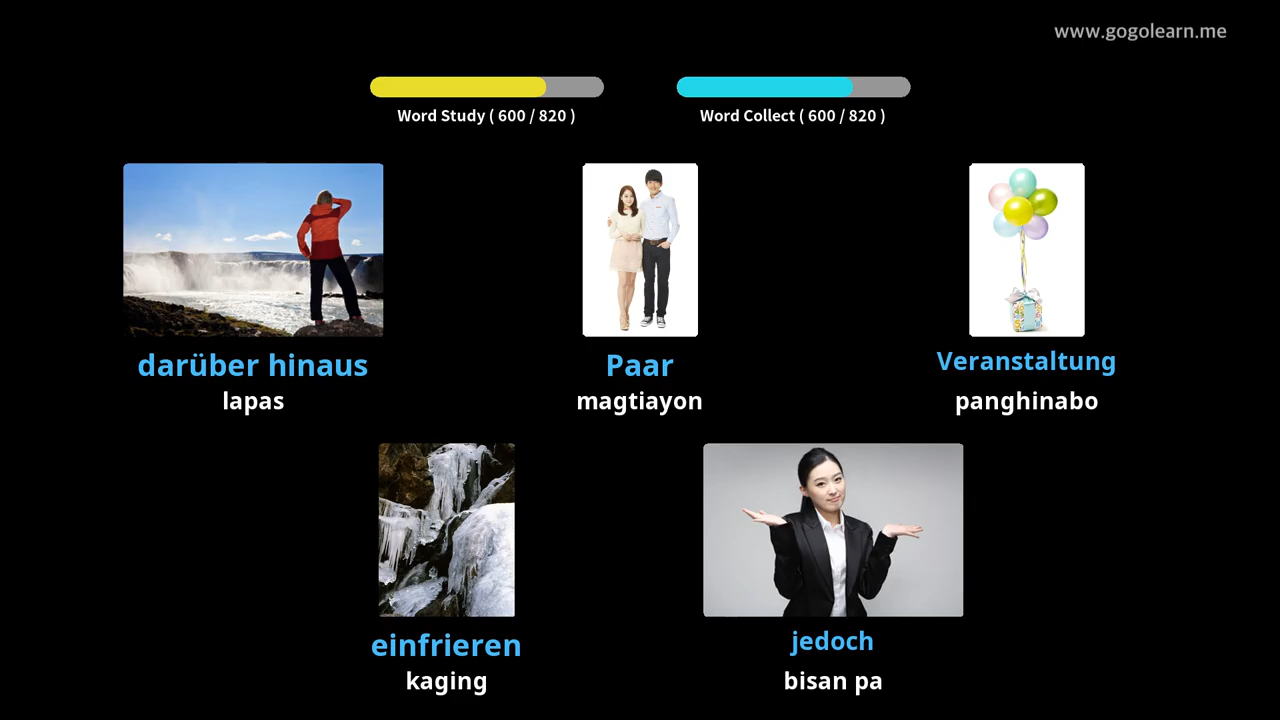 www.gogolearn.me
Word Study ( 600 / 820 )
Word Collect ( 600 / 820 )
darüber hinaus
lapas
Paar
magtiayon
Veranstaltung
panghinabo
einfrieren
kaging
jedoch
bisan pa